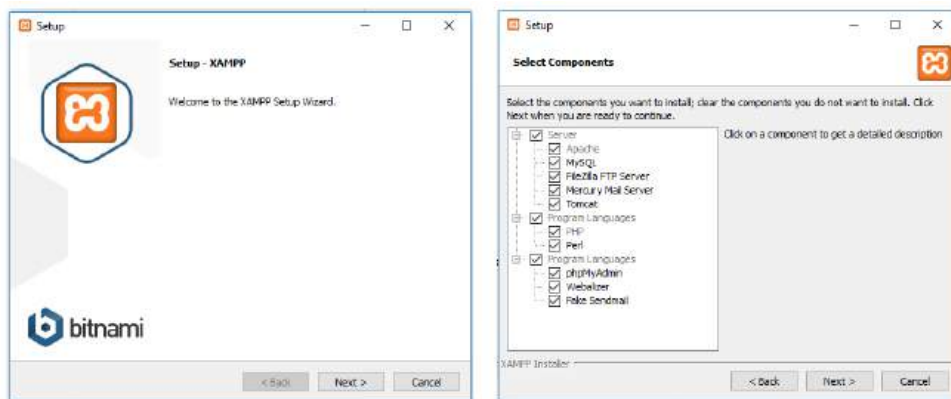 Setup
Setup - XAMPP
Welcome to the XAMPP Setup Wizard.
bitnami
< Back
Next >
Cancel
Setup
Select Components
Select the components you want to install; clear the components you do not want to install. Click
Next when you are ready to continue.
Server
Apache
MySQL
FileZilla FTP Server
Mercury Mail Server
Tomcat
Program Languages
PHP
Perl
Program Languages
phpMyAdmin
Webalizer
Fake Sendmail
Click on a component to get a detailed description
XAMPP Installer
< Back
Next >
Cancel